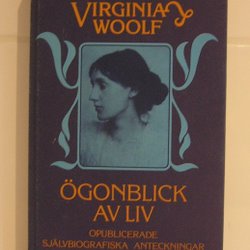 VIRGINIA
WOOLF
ÖGONBLICK
AV LIV
OPUBLICERADE
SJÄLVBIOGRAFISKA ANTECKNINGAR